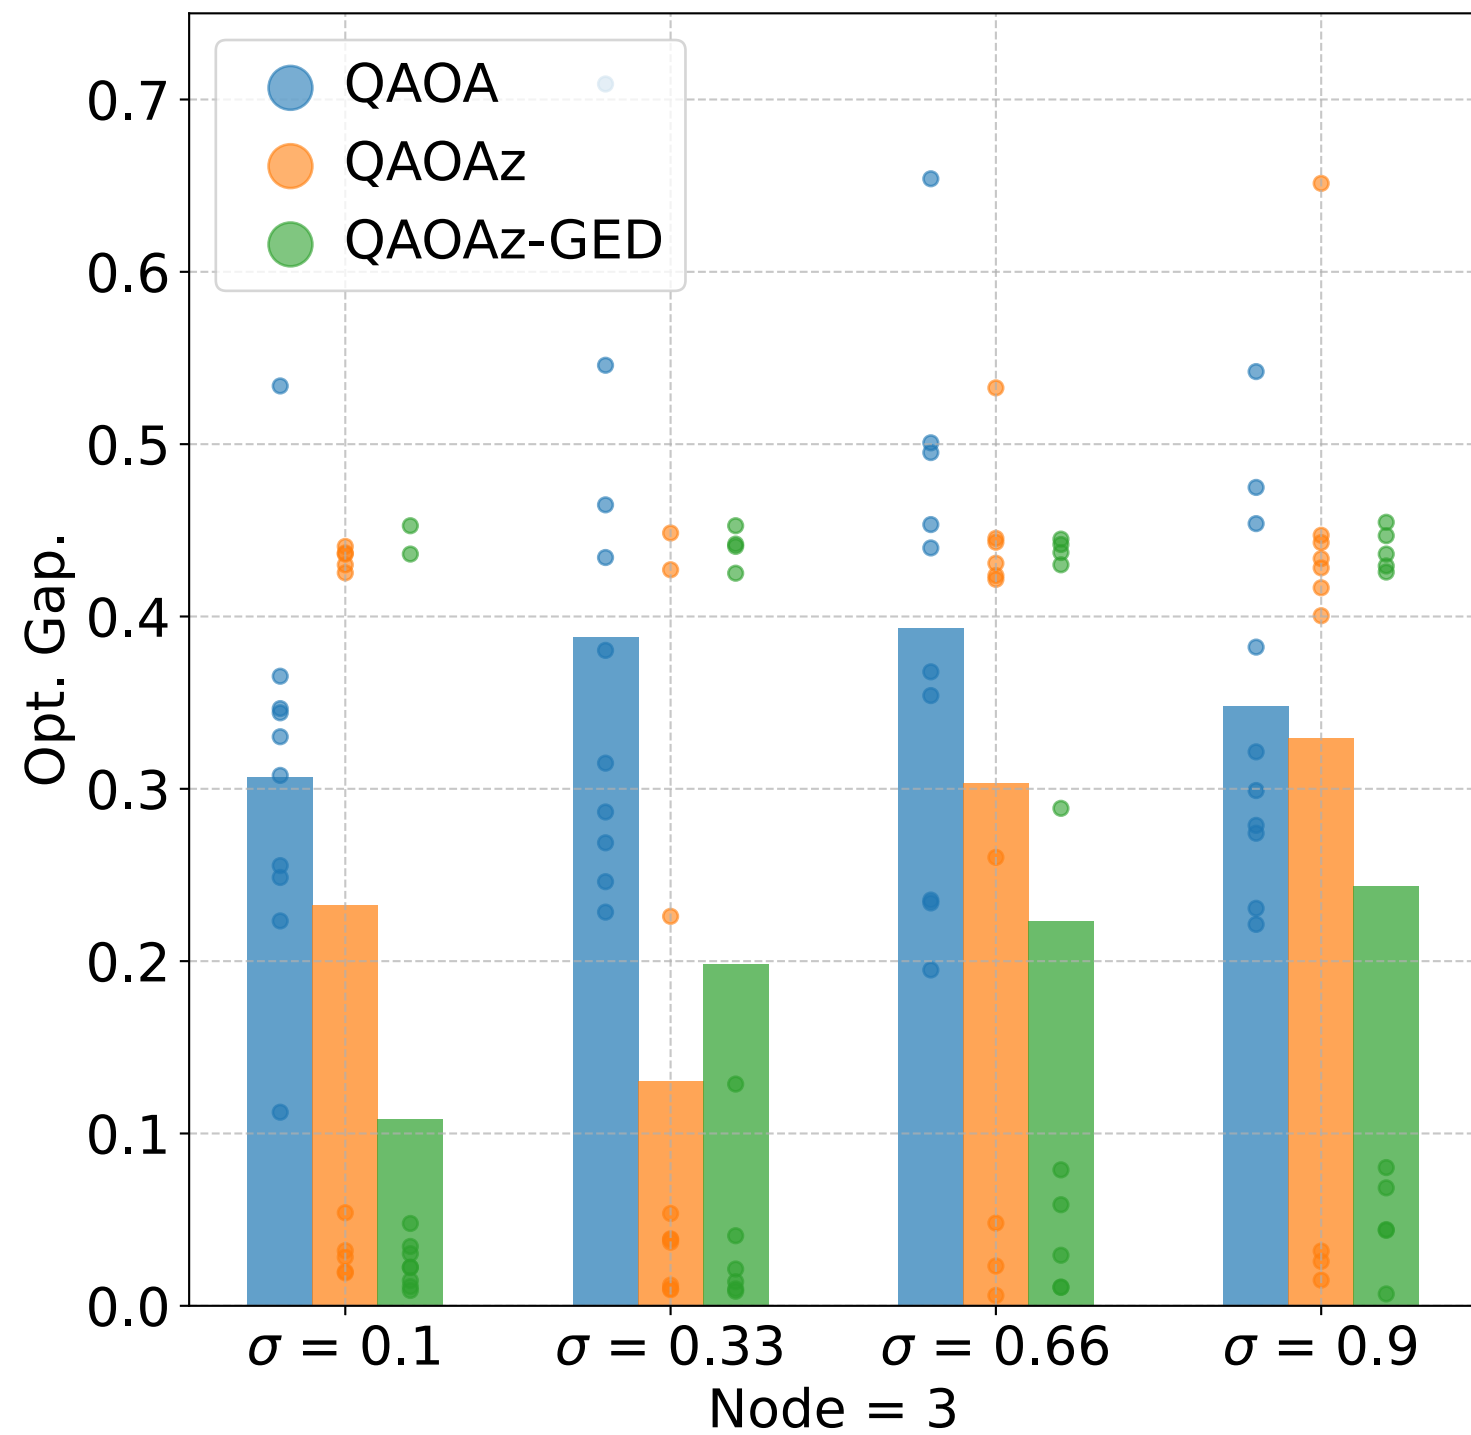 QAOA
QAOAz
QAOAz-GED
0.7
0.6
0.5
0.4
0.3
0.2
0.1
0.0
Opt. Gap.
σ = 0.1 σ = 0.33 σ = 0.66 σ = 0.9
Node = 3